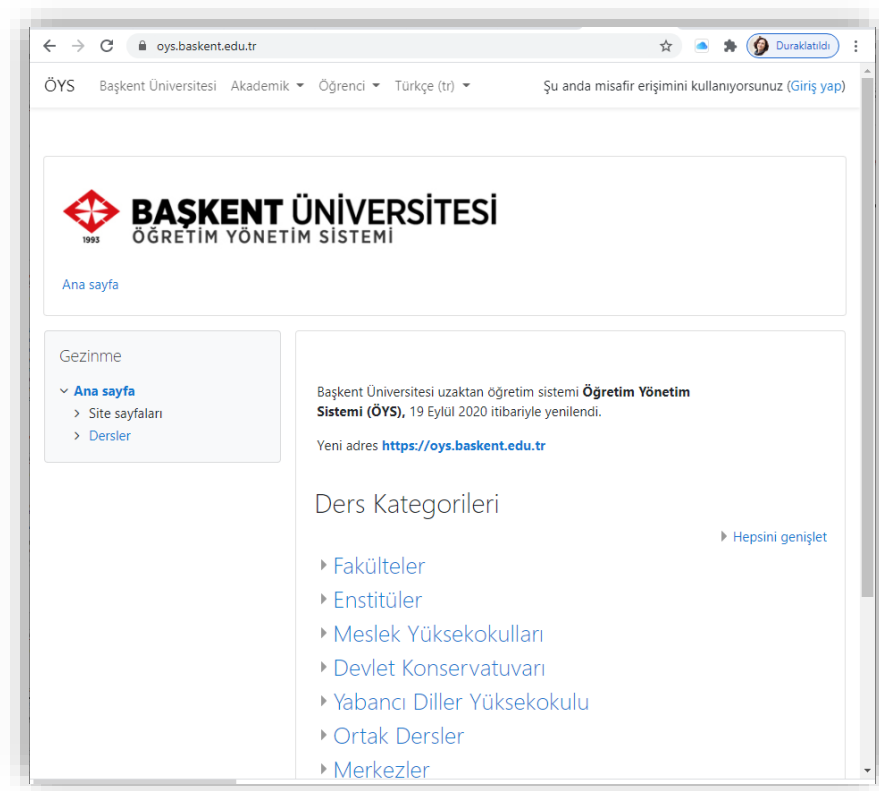 oys.baskent.edu.tr
Duraklatıldı
ÖYS Başkent Üniversitesi Akademik Öğrenci Türkçe (tr) Şu anda misafir erişimini kullanıyorsunuz (Giriş yap)
BAŞKENT ÜNİVERSİTESİ
1993 ÖĞRETİM YÖNETİM SİSTEMİ
Ana sayfa
Gezinme
Ana sayfa
Site sayfaları
Dersler
Başkent Üniversitesi uzaktan öğretim sistemi Öğretim Yönetim
Sistemi (ÖYS), 19 Eylül 2020 itibariyle yenilendi.
Yeni adres https://oys.baskent.edu.tr
Ders Kategorileri
Hepsini genişlet
Fakülteler
Enstitüler
Meslek Yüksekokulları
Devlet Konservatuvarı
Yabancı Diller Yüksekokulu
Ortak Dersler
Merkezler